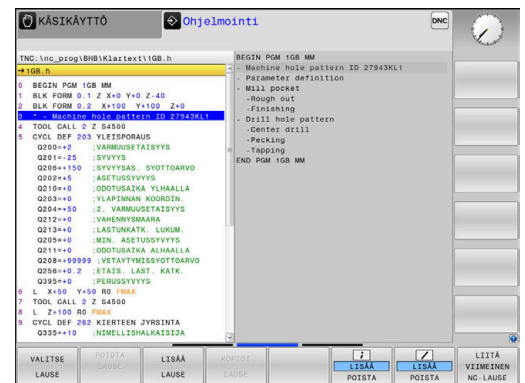 KÄSIKÄYTTÖ
Ohjelmointi
DNC
TNC:\nc_prog\BHB\Klartext\1GB.h
→1GB.h
0 BEGIN PGM 1GB MM
1 BLK FORM 0.1 Z X+0 Y+0 Z-40
2 BLK FORM 0.2 X+100 Y+100 Z+0
3 * - Machine hole pattern ID 27943KL1
4 TOOL CALL 2 Z S4500
5 CYCL DEF 203 YLEISPORAUS
Q200=+2 ;VARMUUSETAISYYS
Q201=-25 ;SYVYYS
Q206=+150 ;SYVYYSAS. SYOTTOARVO
Q202=+5 ;ASETUSSYVYYS
Q210=+0 ;ODOTUSAIKA YLHAALLA
Q203=+0 ;YLAPINNAN KOORDIN.
Q204=+50 ;2. VARMUUSETAISYYS
Q212=+0 ;VAHENNYSMAARA
Q213=+0 ;LASTUNKATK. LUKUM.
Q205=+0 ;MIN. ASETUSSYVYYS
Q211=+0 ;ODOTUSAIKA ALHAALLA
Q208=+99999 ;VETAYTYMISSYOTTOARVO
Q256=+0.2 ;ETAIS. LAST. KATK.
Q395=+0 ;PERUSSYVYYS
6 L X+50 Y+50 R0 FMAX
7 TOOL CALL 2 Z S4500
8 L Z+100 R0 FMAX
9 CYCL DEF 262 KIERTEEN JYRSINTA
Q335=+10 ;NIMELLISHALKAISIJA
BEGIN PGM 1GB MM
- Machine hole pattern ID 27943KL1
- Parameter definition
- Mill pocket
-Rough out
-Finishing
- Drill hole pattern
-Center drill
-Pecking
-Tapping
END PGM 1GB MM
VALITSE
LAUSE
POISTA
LAUSE
LISÄÄ
LAUSE
KOPIOI
LAUSE
;
LISÄÄ
POISTA
/
LISÄÄ
POISTA
LIITÄ
VIIMEINEN
NC-LAUSE